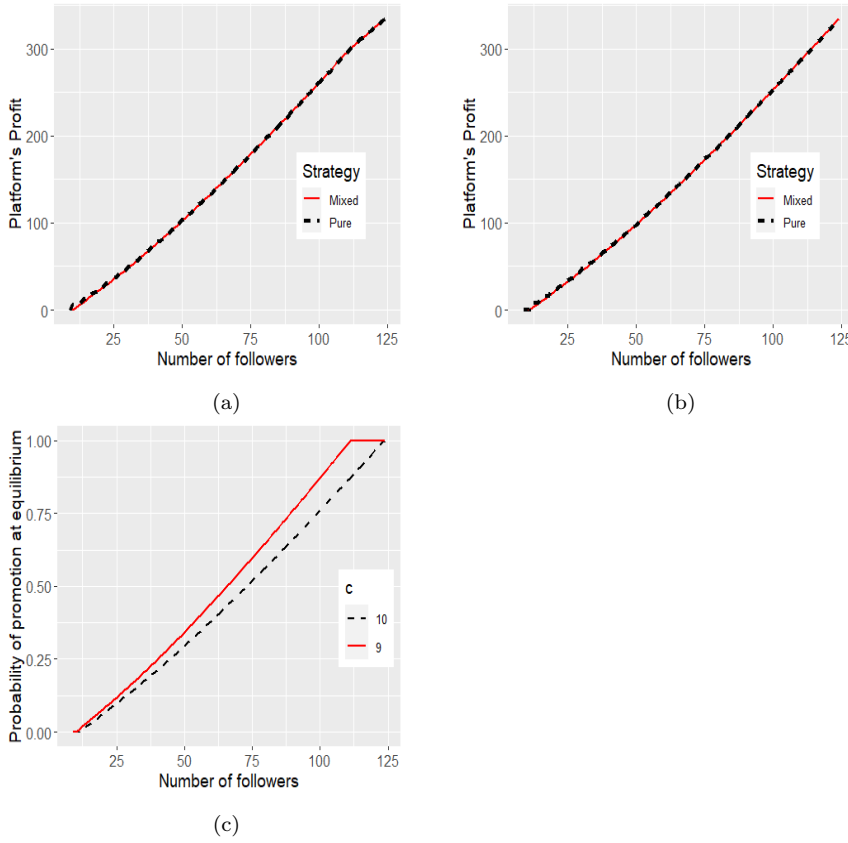 300
200
100
0
Platform's Profit
Strategy
Mixed
Pure
25
50
75
100
125
Number of followers
(a)
300
200
100
0
Platform's Profit
Strategy
Mixed
Pure
25
50
75
100
125
Number of followers
(b)
1.00
0.75
0.50
0.25
0.00
Probability of promotion at equilibrium
c
10
9
25
50
75
100
125
Number of followers
(c)